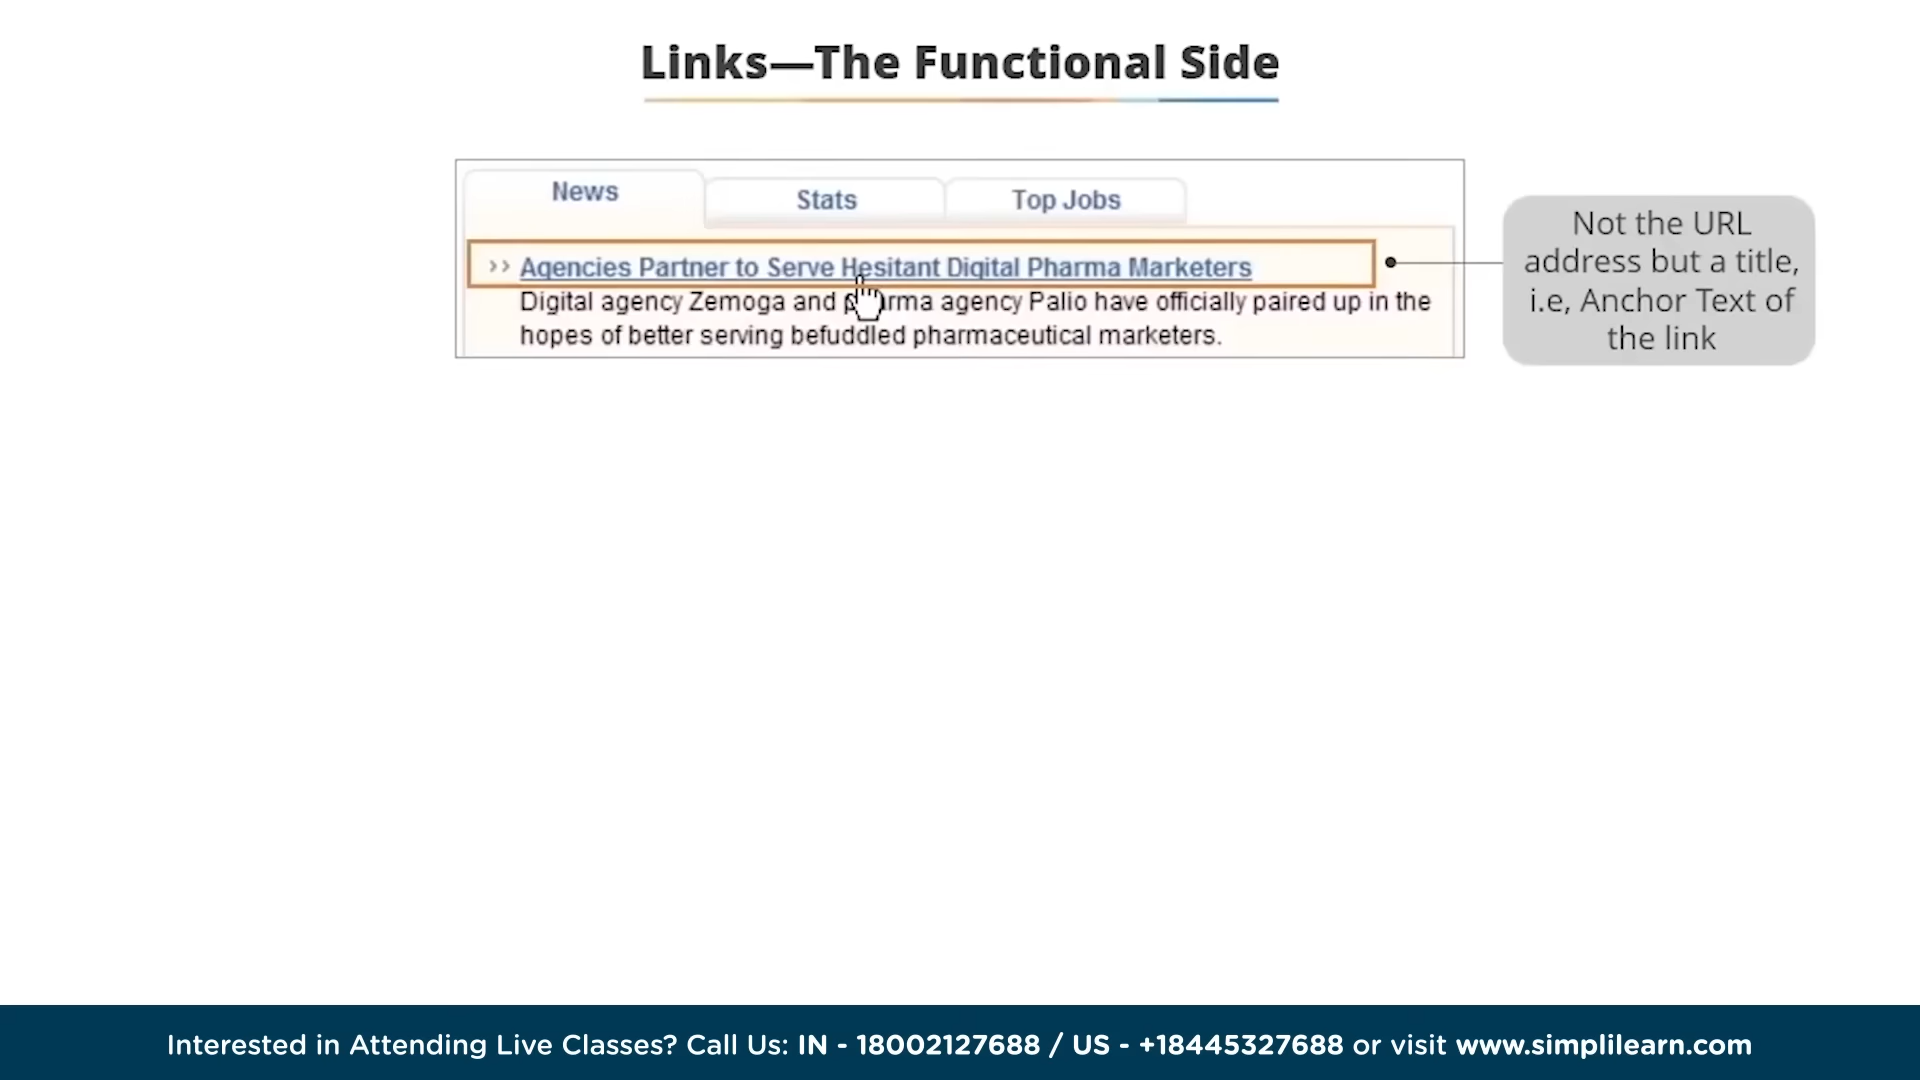 Links—The Functional Side
News
Stats
Top Jobs
>> Agencies Partner to Serve Hesitant Digital Pharma Marketers
Digital agency Zemoga and pharma agency Palio have officially paired up in the
hopes of better serving befuddled pharmaceutical marketers.
Not the URL
address but a title,
i.e, Anchor Text of
the link
Interested in Attending Live Classes? Call Us: IN - 18002127688 / US - +18445327688 or visit www.simplilearn.com